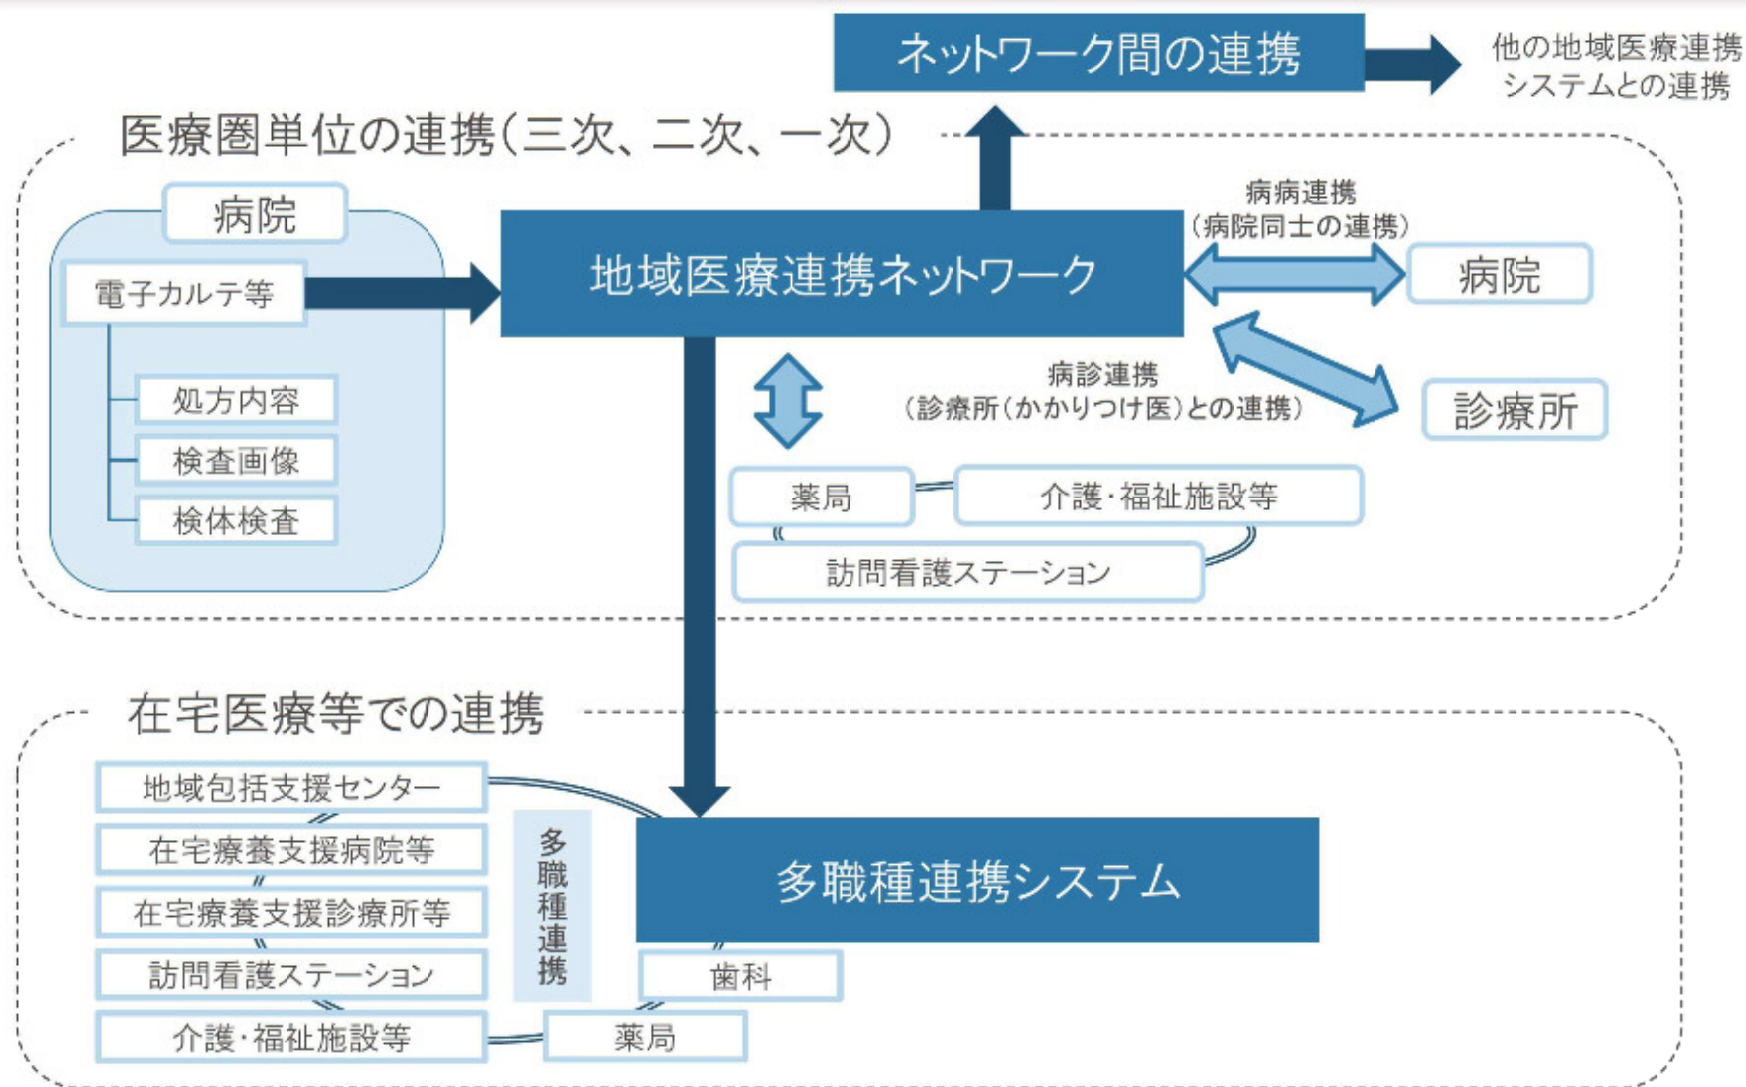 ネットワーク間の連携
他の地域医療連携
システムとの連携
医療圏単位の連携(三次、二次、一次)
病院
電子カルテ等
処方内容
検査画像
検体検査
地域医療連携ネットワーク
病病連携
(病院同士の連携)
病院
病診連携
(診療所(かかりつけ医)との連携)
診療所
薬局
介護・福祉施設等
訪問看護ステーション
在宅医療等での連携
地域包括支援センター
在宅療養支援病院等
在宅療養支援診療所等
訪問看護ステーション
介護・福祉施設等
多職種連携
多職種連携システム
歯科
薬局